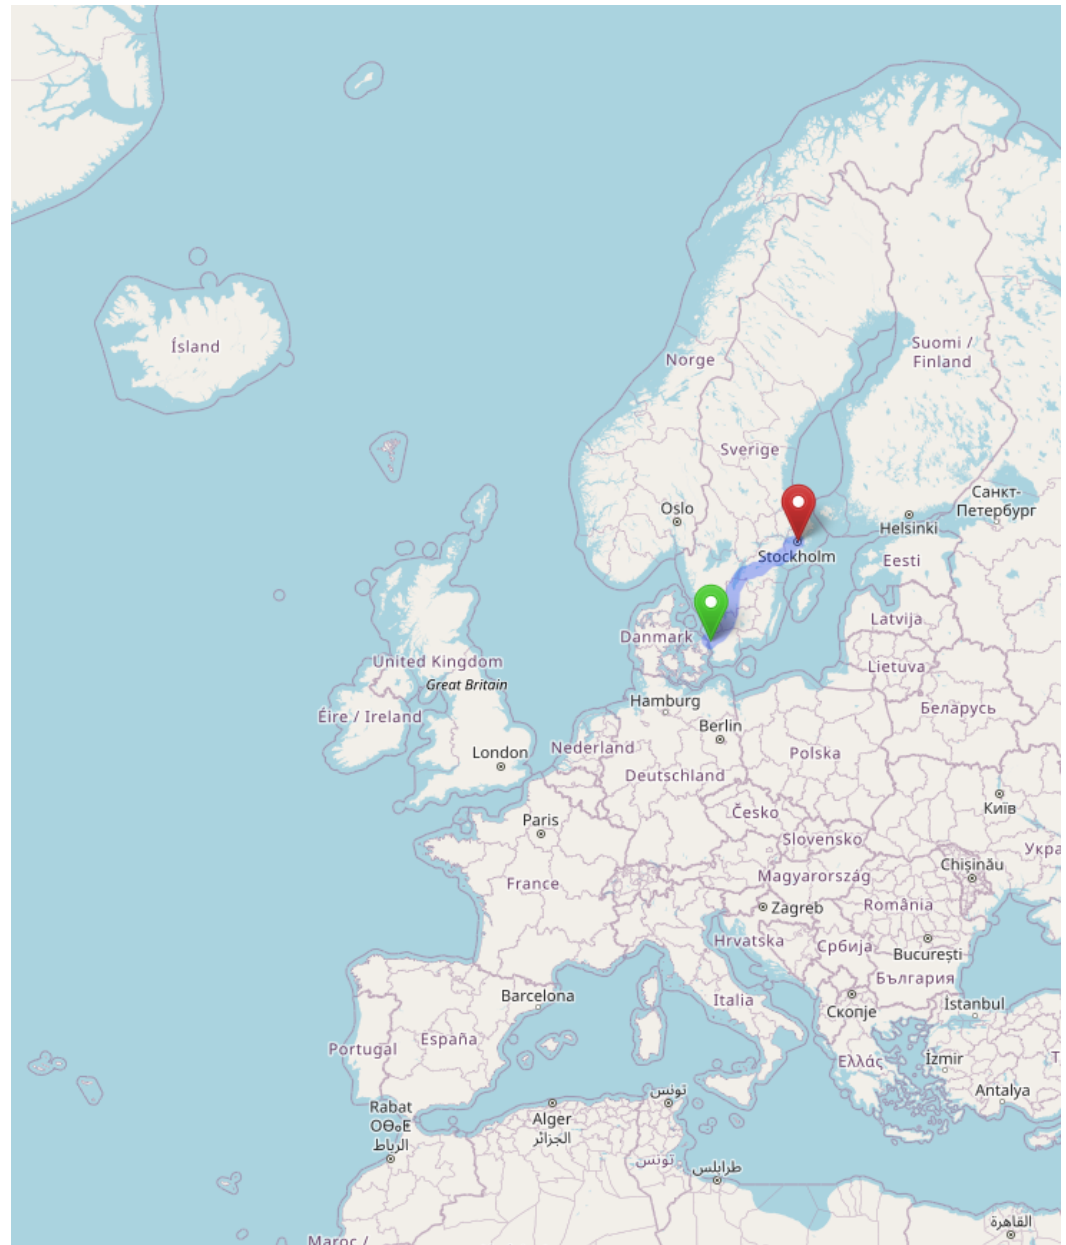 Ísland
Norge
Suomi /
Finland
Sverige
Санкт-
Петербург
Oslo
Helsinki
Stockholm
Eesti
Latvija
Danmark
United Kingdom
Lietuva
Great Britain
Hamburg
Беларусь
Éire / Ireland
Berlin
London
Nederland
Polska
Deutschland
Київ
Česko
Paris
Slovensko
Укра
Chișinău
Magyarország
France
România
Zagreb
Hrvatska
Србија
București
България
Barcelona
Italia
İstanbul
Скопје
España
Portugal
Ελλάς
İzmir
T
Antalya
تونس
Rabat
ⵔⴱⴰⵟ
الرباط
Alger
الجزائر
تونس
طرابلس
القاهرة
Maroc /